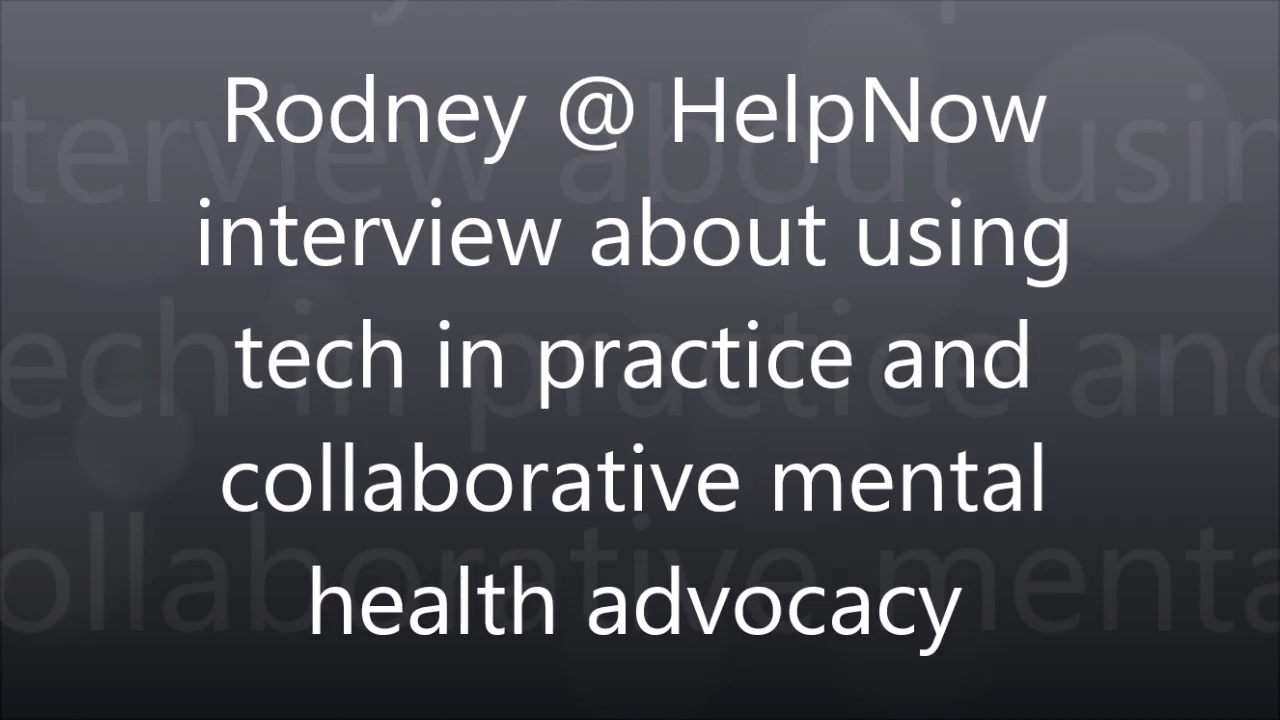 Rodney @ HelpNow
interview about using
tech in practice and
collaborative mental
health advocacy